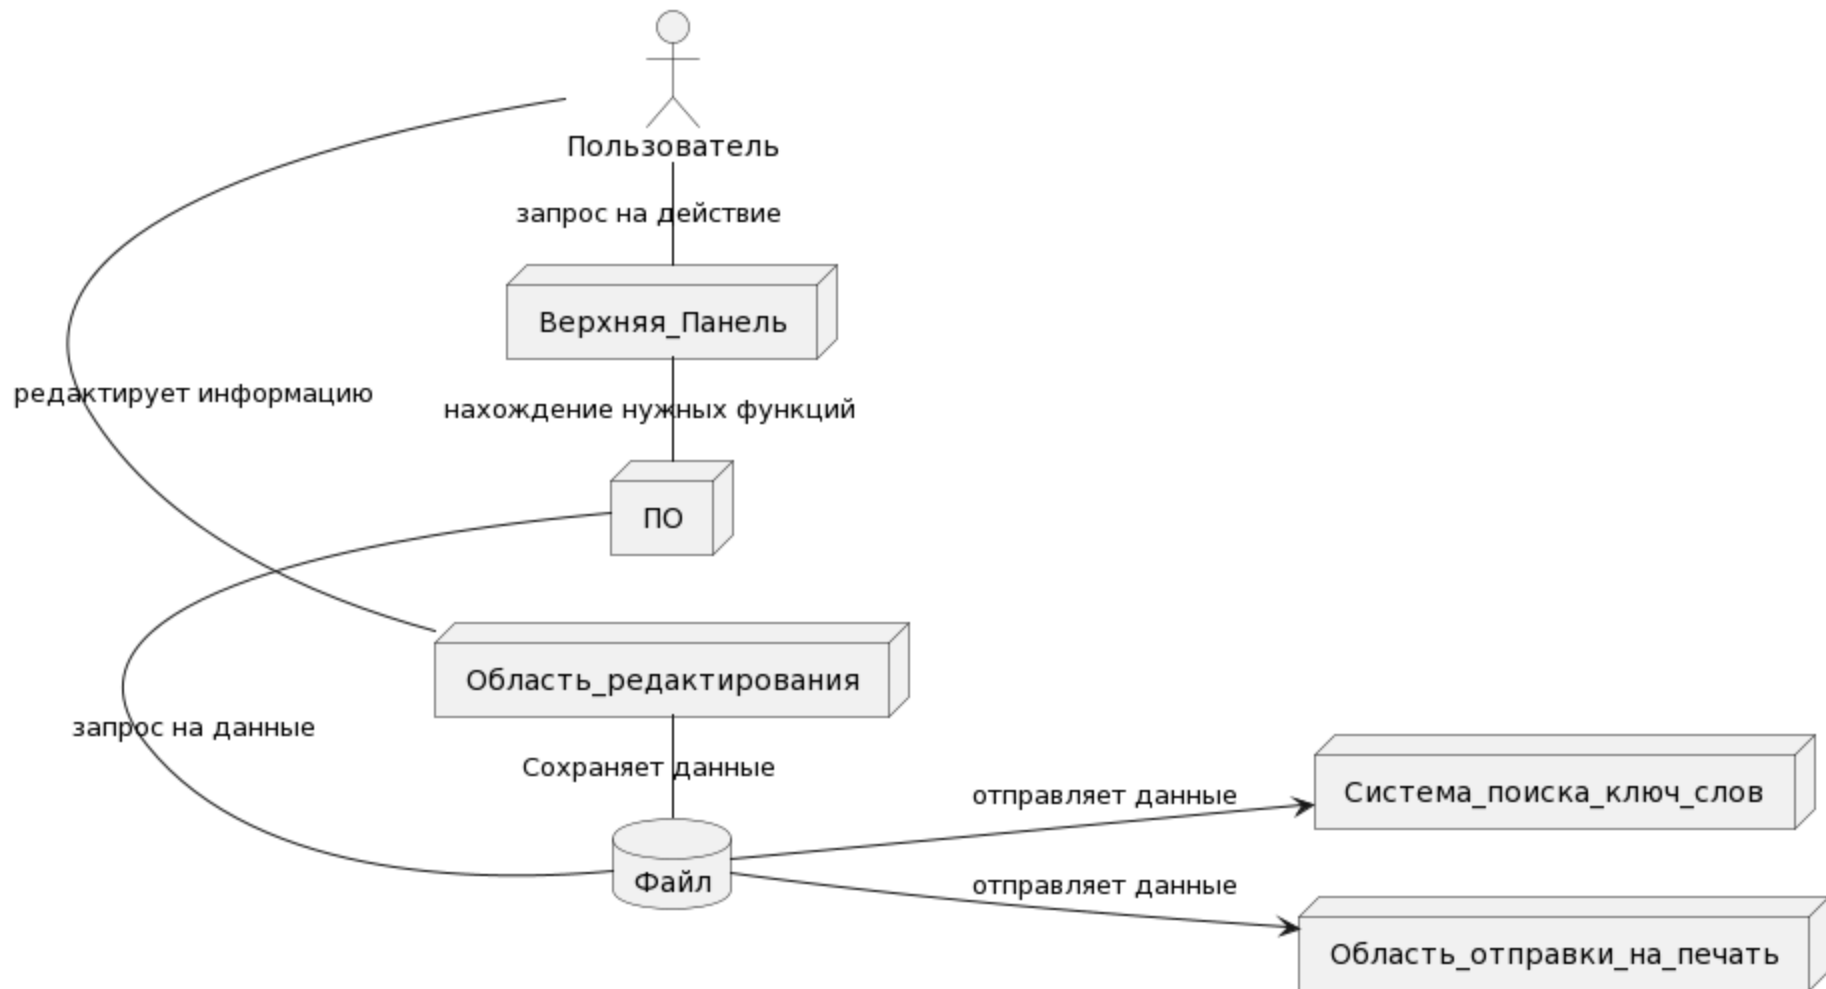 Пользователь
запрос на действие
Верхняя_Панель
редактирует информацию
нахождение нужных функций
ПО
Область_редактирования
запрос на данные
Сохраняет данные
отправляет данные
Система_поиска_ключ_слов
Файл
отправляет данные
Область_отправки_на_печать